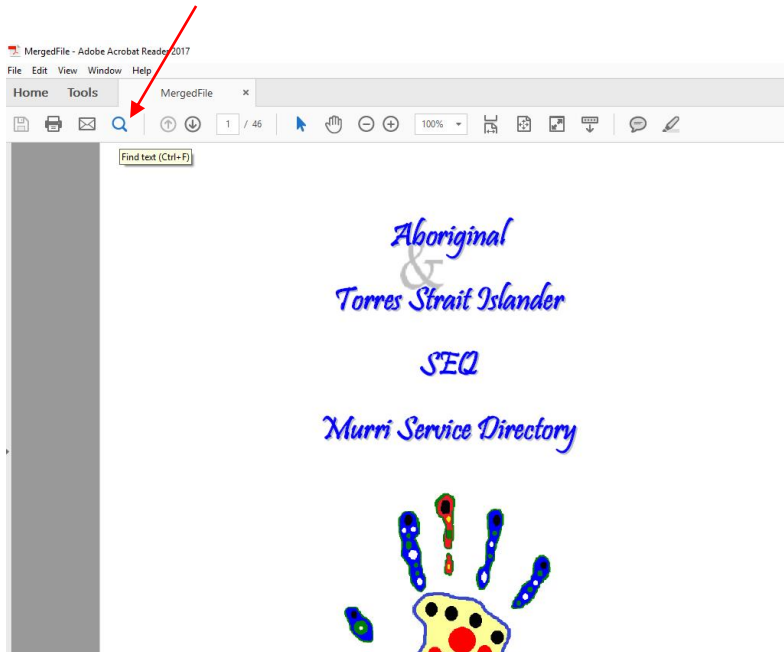 MergedFile - Adobe Acrobat Reader 2017
File Edit View Window Help
Home Tools MergedFile ×
1 / 46 100%
Find text (Ctrl+F)
Aboriginal
&
Torres Strait Islander
SEQ
Murri Service Directory